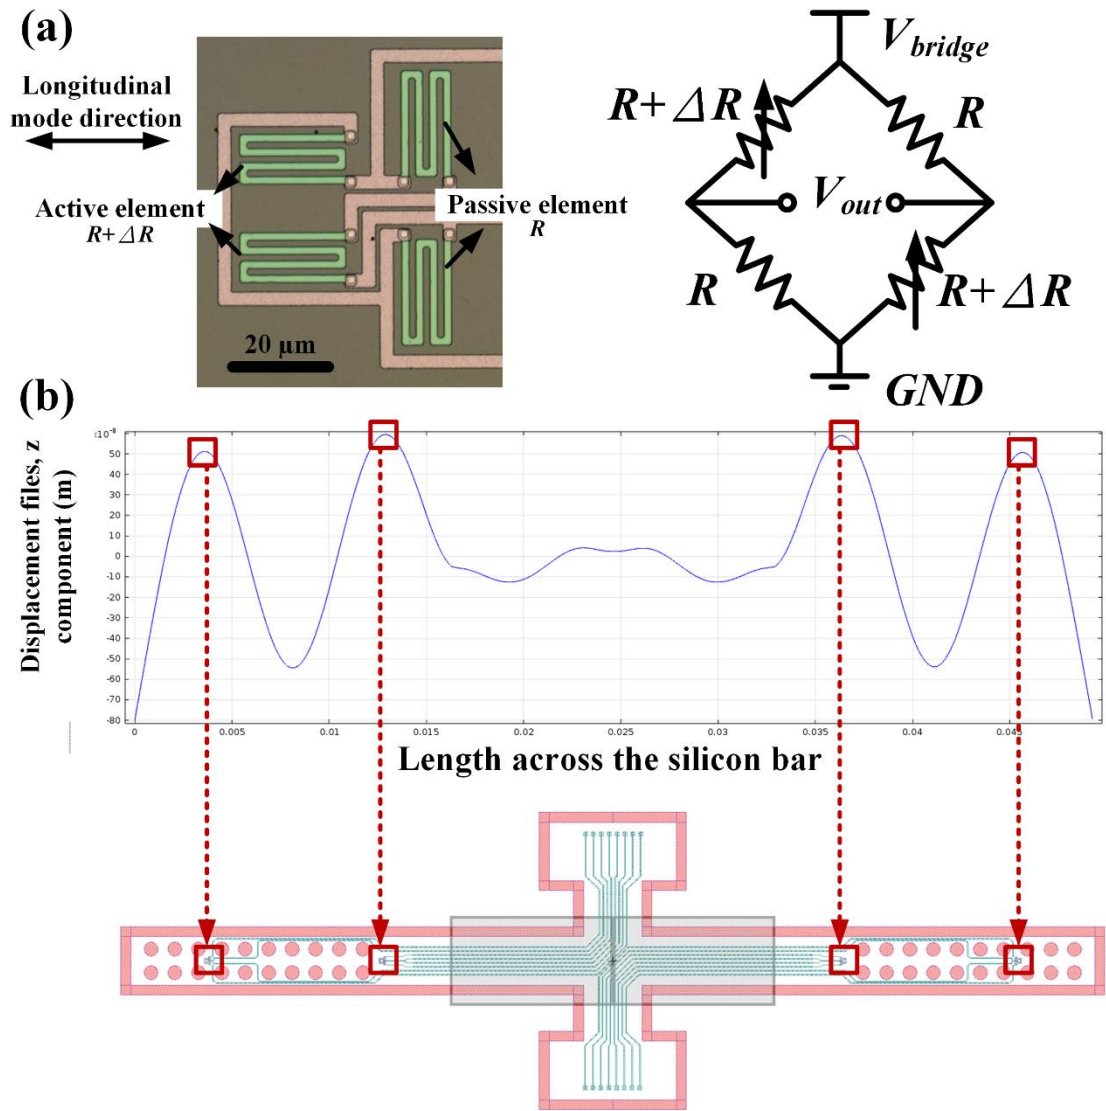 (a)
Longitudinal
mode direction
Active element
R+ΔR
Passive element
R
20 μm
V_bridge
R+ΔR
R
V_out
R
R+ΔR
GND
(b)
Displacement files, z
component (m)
×10⁻⁸
50
40
30
20
10
0
-10
-20
-30
-40
-50
-60
-70
-80
0
0.005
0.01
0.015
0.02
0.025
0.03
0.035
0.04
0.045
Length across the silicon bar